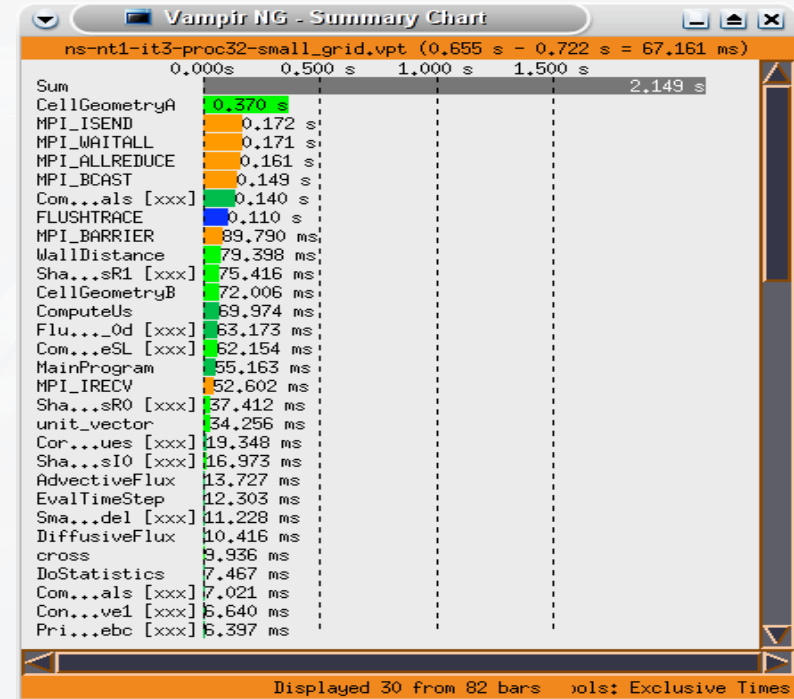 Vampir NG - Summary Chart
ns-nt1-it3-proc32-small_grid.vpt (0.655 s - 0.722 s = 67.161 ms)
0.000s 0.500 s 1.000 s 1.500 s
Sum 2.149 s
CellGeometryA 0.370 s
MPI_ISEND 0.172 s
MPI_WAITALL 0.171 s
MPI_ALLREDUCE 0.161 s
MPI_BCAST 0.149 s
Com...als [xxx] 0.140 s
FLUSHTRACE 0.110 s
MPI_BARRIER 89.790 ms
WallDistance 79.398 ms
Sha...sR1 [xxx] 75.416 ms
CellGeometryB 72.006 ms
ComputeUs 69.974 ms
Flu..._0d [xxx] 63.173 ms
Com...eSL [xxx] 62.154 ms
MainProgram 55.163 ms
MPI_IRECV 52.602 ms
Sha...sR0 [xxx] 37.412 ms
unit_vector 34.256 ms
Cor...ues [xxx] 19.348 ms
Sha...sI0 [xxx] 16.973 ms
AdvectiveFlux 13.727 ms
EvalTimeStep 12.303 ms
Sma...del [xxx] 11.228 ms
DiffusiveFlux 10.416 ms
cross 9.936 ms
DoStatistics 7.467 ms
Com...als [xxx] 7.021 ms
Con...ve1 [xxx] 6.640 ms
Pri...ebc [xxx] 6.397 ms
Displayed 30 from 82 bars ols: Exclusive Times